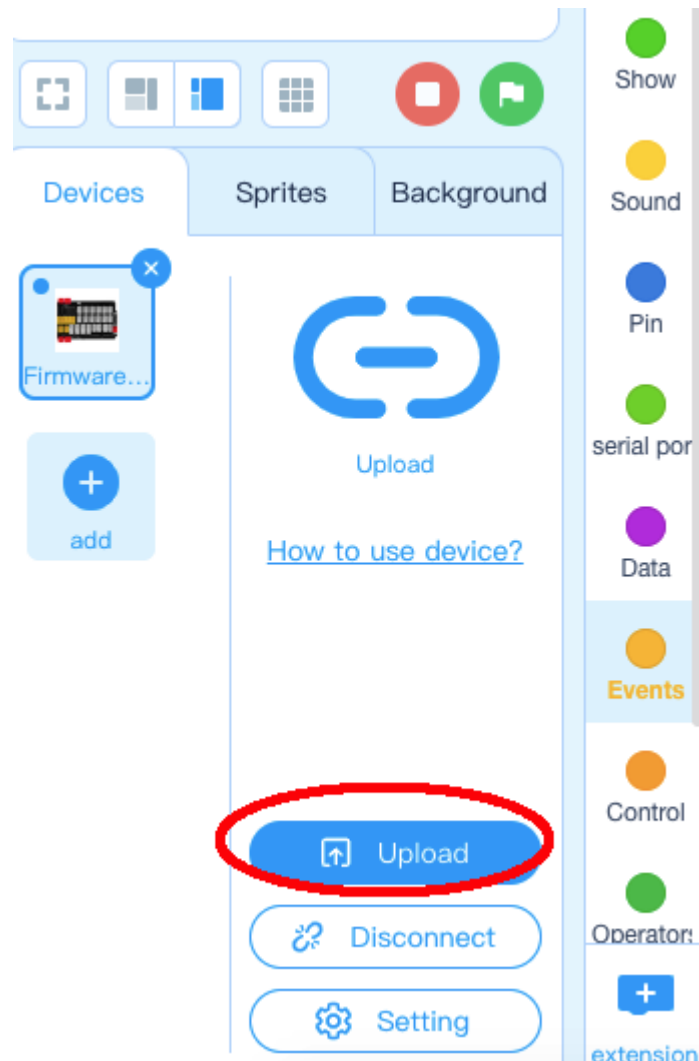 Devices
Sprites
Background
Firmware...
add
Upload
How to use device?
Upload
Disconnect
Setting
Show
Sound
Pin
serial por
Data
Events
Control
Operators
extension